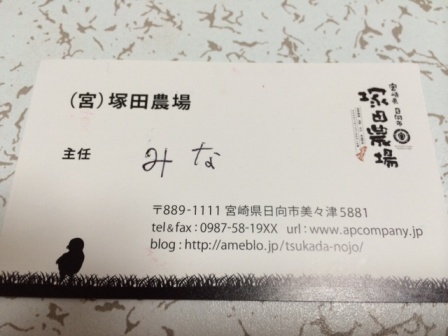 (宮)塚田農場
宮崎県
日向市
塚田農場
主任
みな
〒889-1111 宮崎県日向市美々津5881
tel&fax:0987-58-19XX url:www.apcompany.jp
blog:http://ameblo.jp/tsukada-nojo/